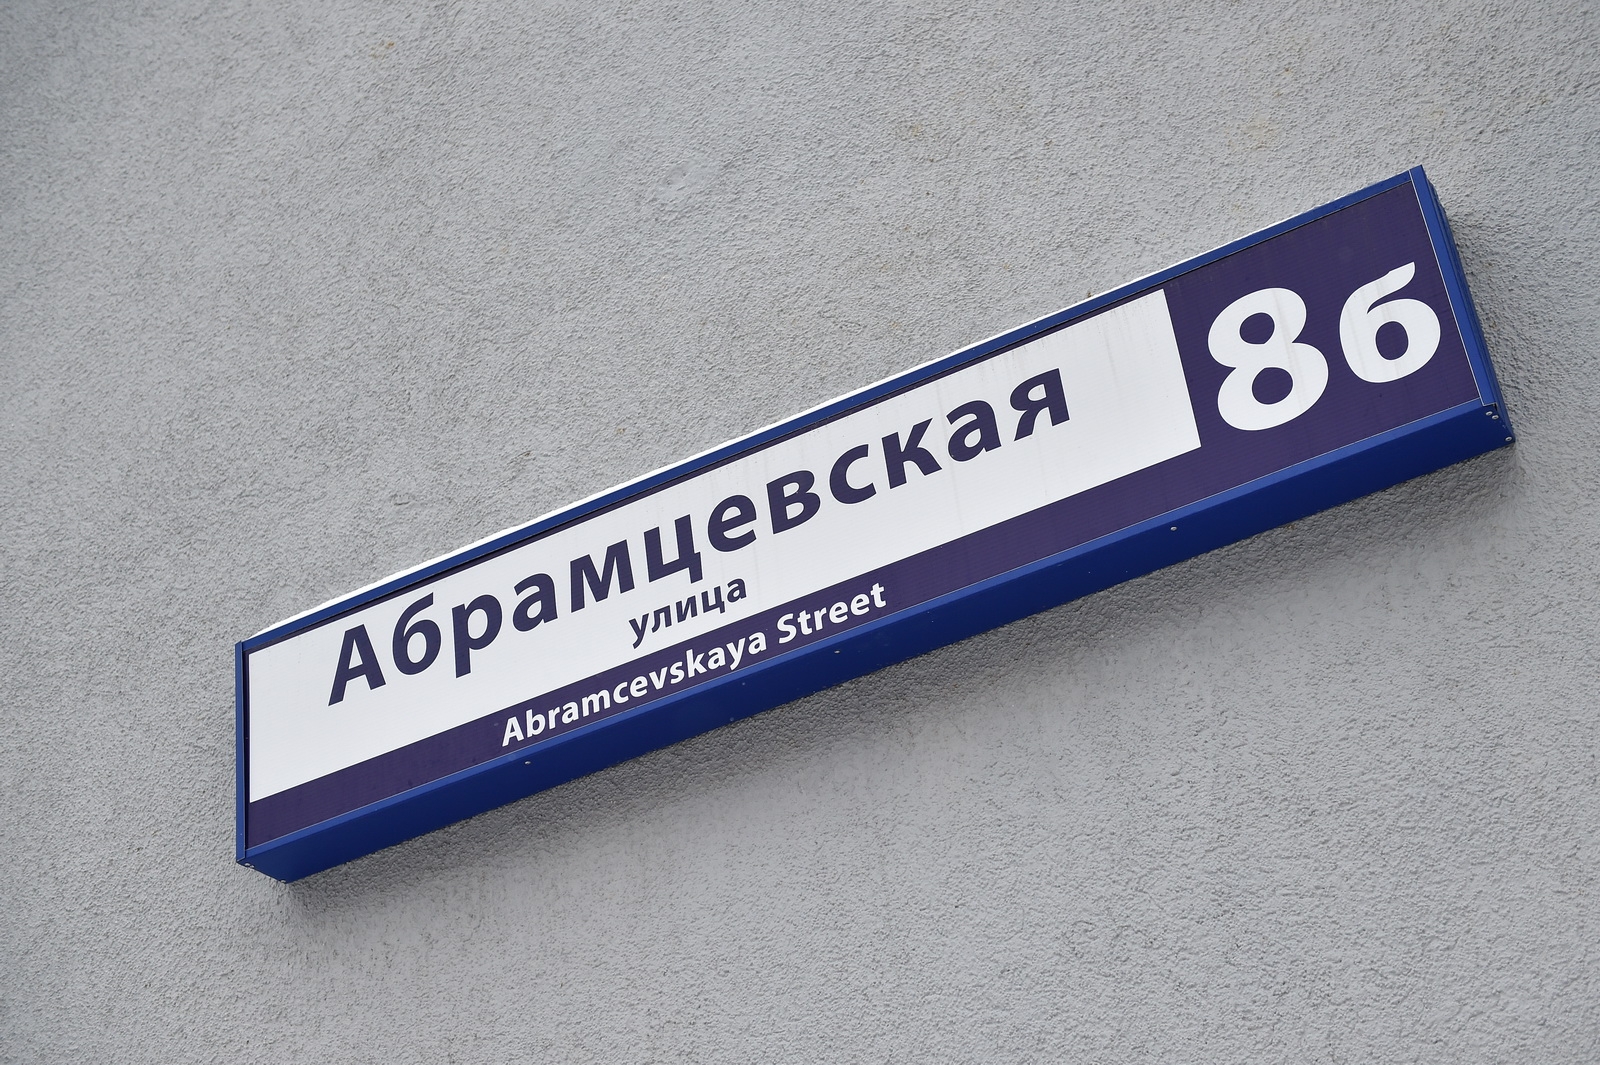 Абрамцевская
улица
Abramcevskaya Street
8б